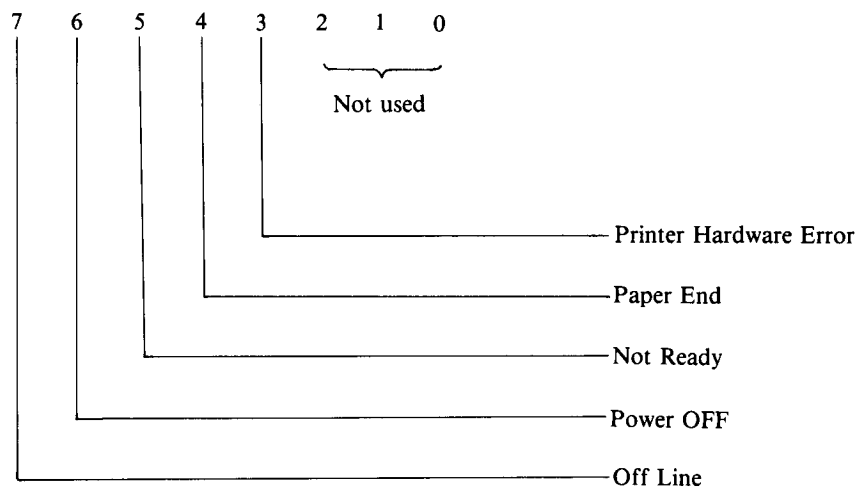 7 6 5 4 3 2 1 0
Not used
Printer Hardware Error
Paper End
Not Ready
Power OFF
Off Line